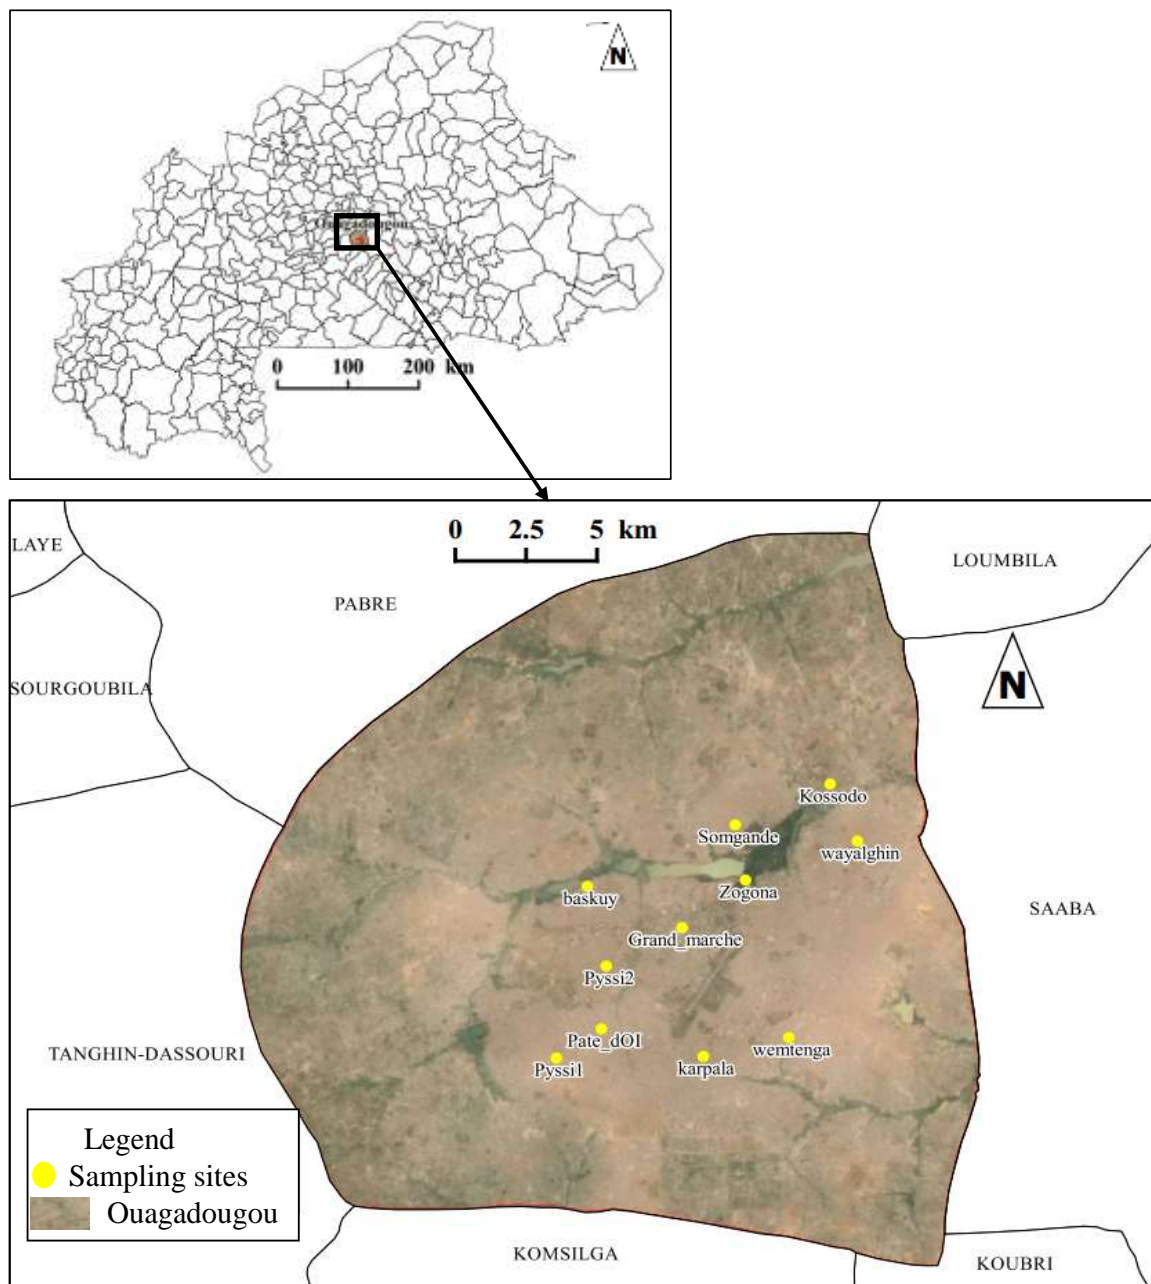 N
Ouagadougou
0 100 200 km
0 2.5 5 km
LAYE
LOUMBILA
PABRE
N
SOURGOUBILA
Kossodo
Somgande
wayalghin
Zogona
baskuy
SAABA
Grand_marche
Pyssi2
Pate_dOI
wemtenga
TANGHIN-DASSOURI
Pyssi1
karpala
Legend
Sampling sites
Ouagadougou
KOMSILGA
KOUBRI